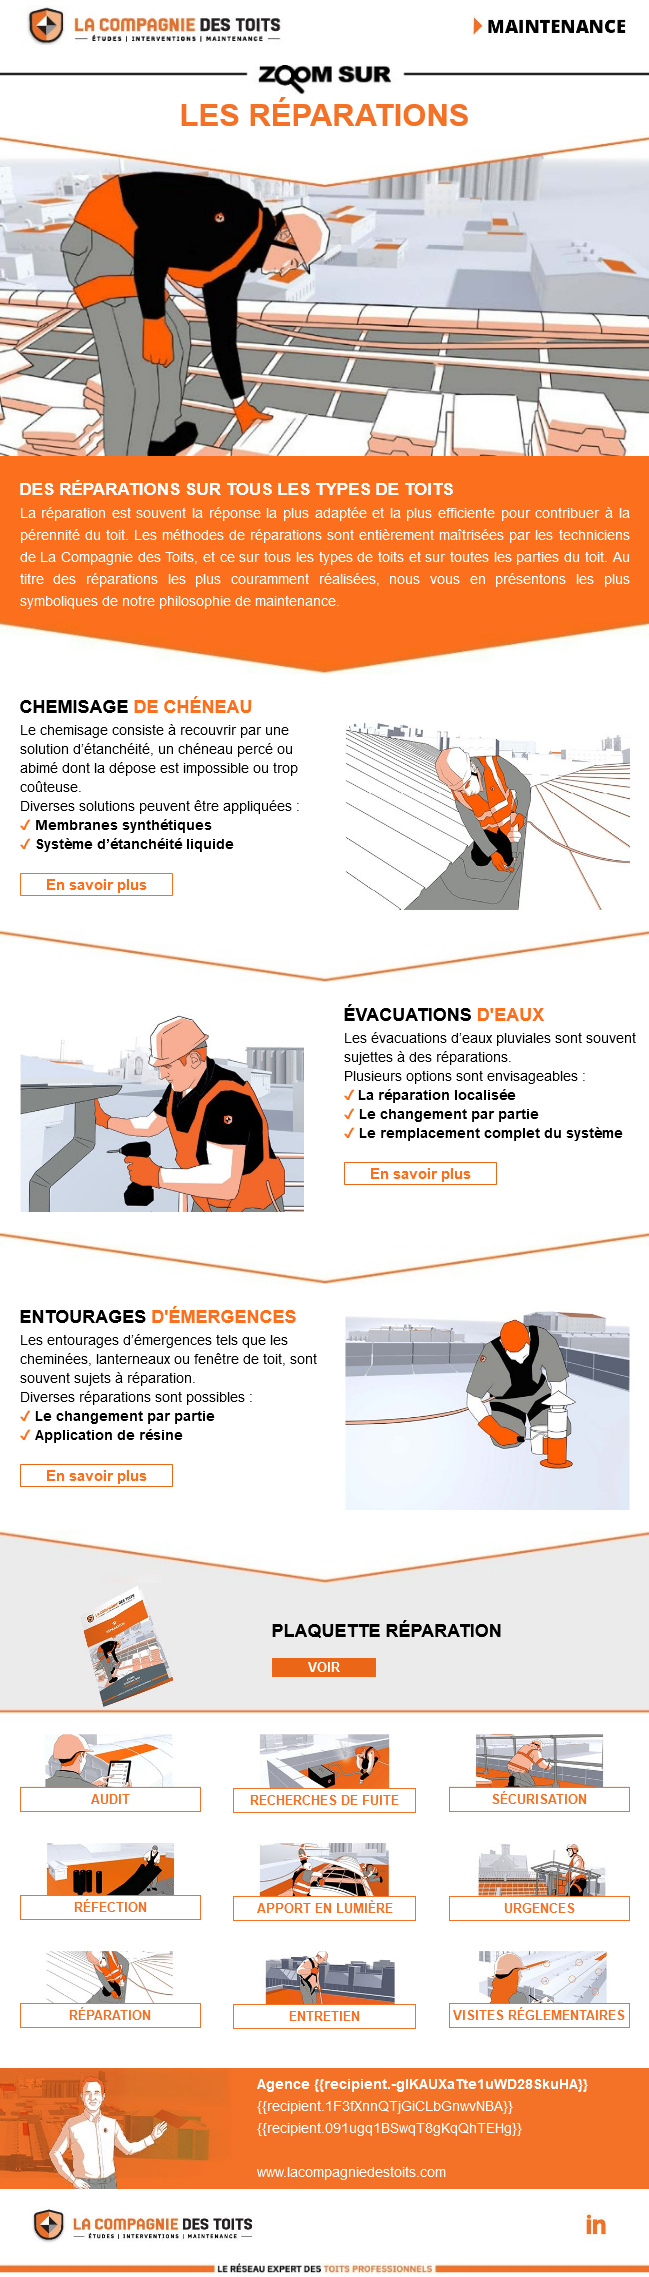 LA COMPAGNIE DES TOITS
ÉTUDES | INTERVENTIONS | MAINTENANCE
MAINTENANCE
ZOOM SUR
LES RÉPARATIONS
DES RÉPARATIONS SUR TOUS LES TYPES DE TOITS
La réparation est souvent la réponse la plus adaptée et la plus efficiente pour contribuer à la
pérennité du toit. Les méthodes de réparations sont entièrement maîtrisées par les techniciens
de La Compagnie des Toits, et ce sur tous les types de toits et sur toutes les parties du toit. Au
titre des réparations les plus couramment réalisées, nous vous en présentons les plus
symboliques de notre philosophie de maintenance.
CHEMISAGE DE CHÉNEAU
Le chemisage consiste à recouvrir par une
solution d’étanchéité, un chéneau percé ou
abimé dont la dépose est impossible ou trop
coûteuse.
Diverses solutions peuvent être appliquées :
✓ Membranes synthétiques
✓ Système d’étanchéité liquide
En savoir plus
ÉVACUATIONS D'EAUX
Les évacuations d’eaux pluviales sont souvent
sujettes à des réparations.
Plusieurs options sont envisageables :
✓ La réparation localisée
✓ Le changement par partie
✓ Le remplacement complet du système
En savoir plus
ENTOURAGES D'ÉMERGENCES
Les entourages d’émergences tels que les
cheminées, lanterneaux ou fenêtre de toit, sont
souvent sujets à réparation.
Diverses réparations sont possibles :
✓ Le changement par partie
✓ Application de résine
En savoir plus
LA COMPAGNIE DES TOITS
PLAQUETTE RÉPARATION
VOIR
AUDIT
RECHERCHES DE FUITE
SÉCURISATION
RÉFECTION
APPORT EN LUMIÈRE
URGENCES
RÉPARATION
ENTRETIEN
VISITES RÉGLEMENTAIRES
Agence {{recipient.-glKAUXaTte1uWD28SkuHA}}
{{recipient.1F3fXnnQTjGiCLbGnwvNBA}}
{{recipient.091ugq1BSwqT8gKqQhTEHg}}
www.lacompagniedestoits.com
LA COMPAGNIE DES TOITS
ÉTUDES | INTERVENTIONS | MAINTENANCE
in
LE RÉSEAU EXPERT DES TOITS PROFESSIONNELS